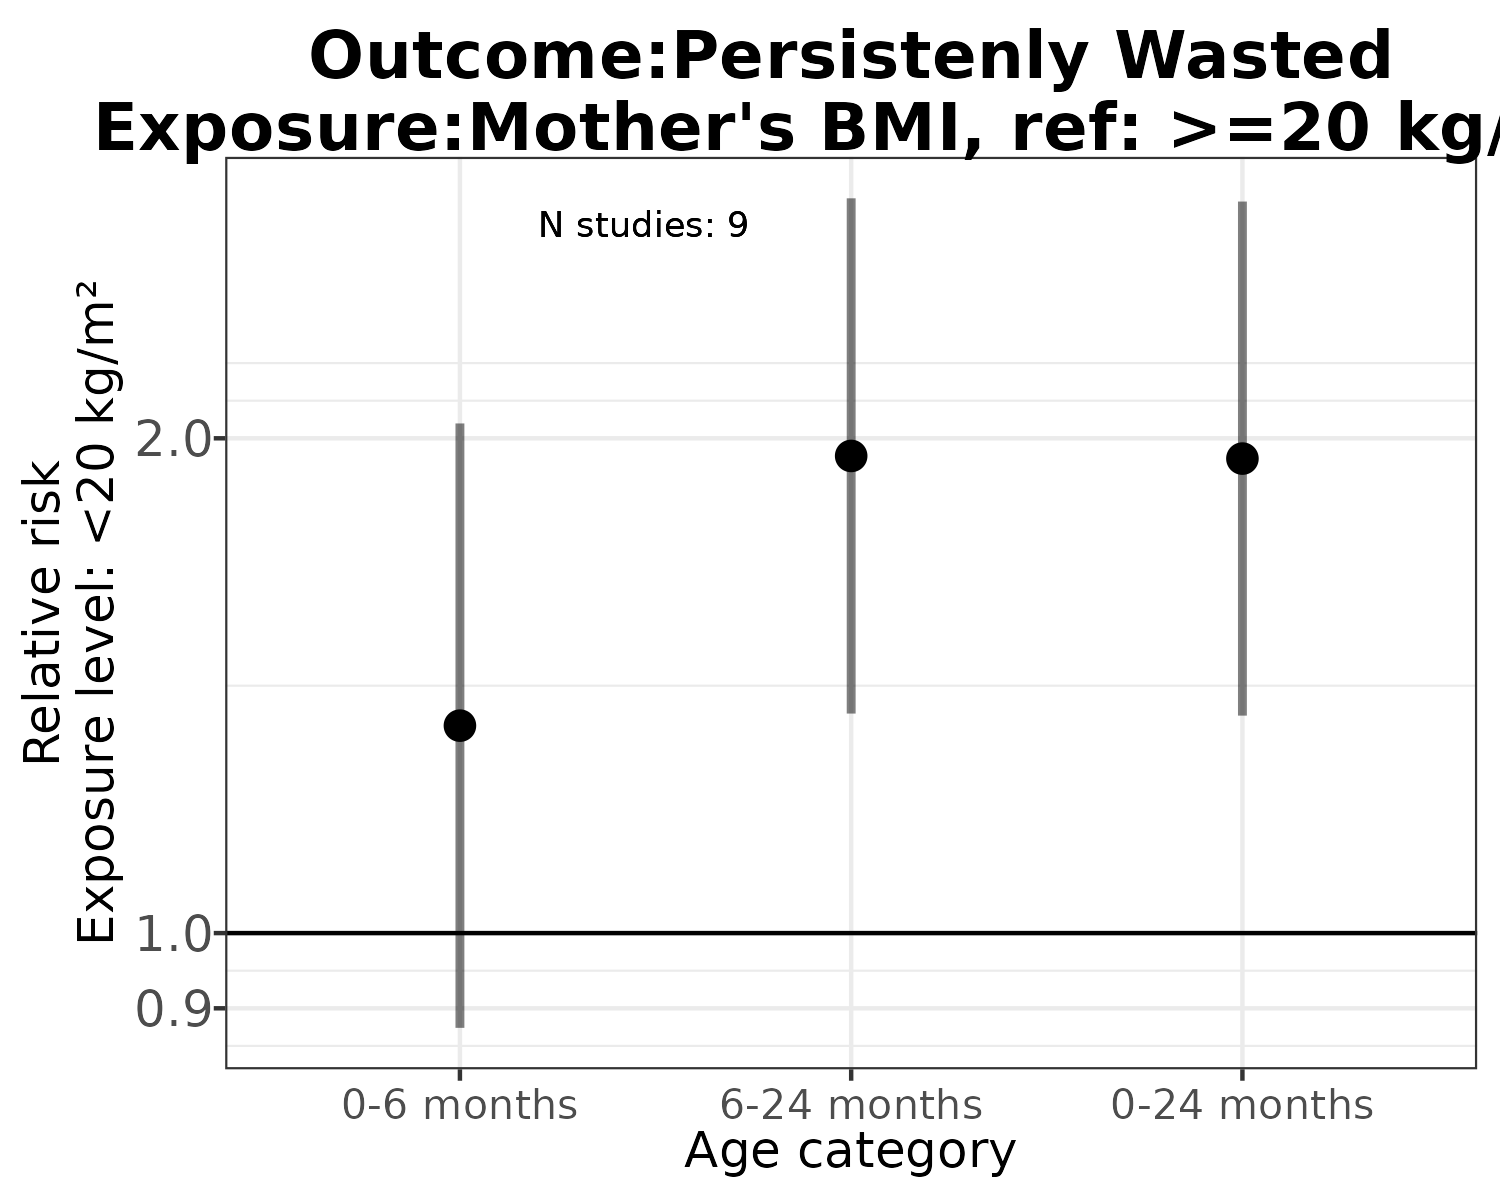 Outcome:Persistenly Wasted
Exposure:Mother's BMI, ref: >=20 kg/
N studies: 9
Relative risk
Exposure level: <20 kg/m²
2.0
1.0
0.9
0-6 months
6-24 months
0-24 months
Age category